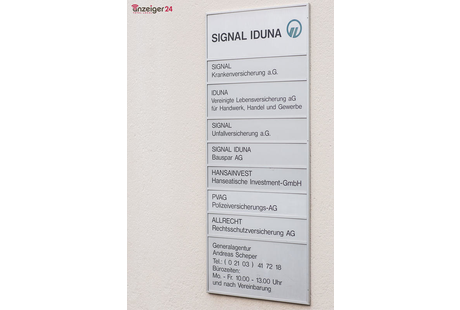 anzeiger24
SIGNAL IDUNA
SIGNAL
Krankenversicherung a.G.
IDUNA
Vereinigte Lebensversicherung aG
für Handwerk, Handel und Gewerbe
SIGNAL
Unfallversicherung a.G.
SIGNAL IDUNA
Bauspar AG
HANSAINVEST
Hanseatische Investment-GmbH
PVAG
Polizeiversicherungs-AG
ALLRECHT
Rechtsschutzversicherung AG
Generalagentur
Andreas Scheper
Tel.: ( 0 21 03 ) 41 72 18
Bürozeiten:
Mo. - Fr. 10.00 - 13.00 Uhr
und nach Vereinbarung